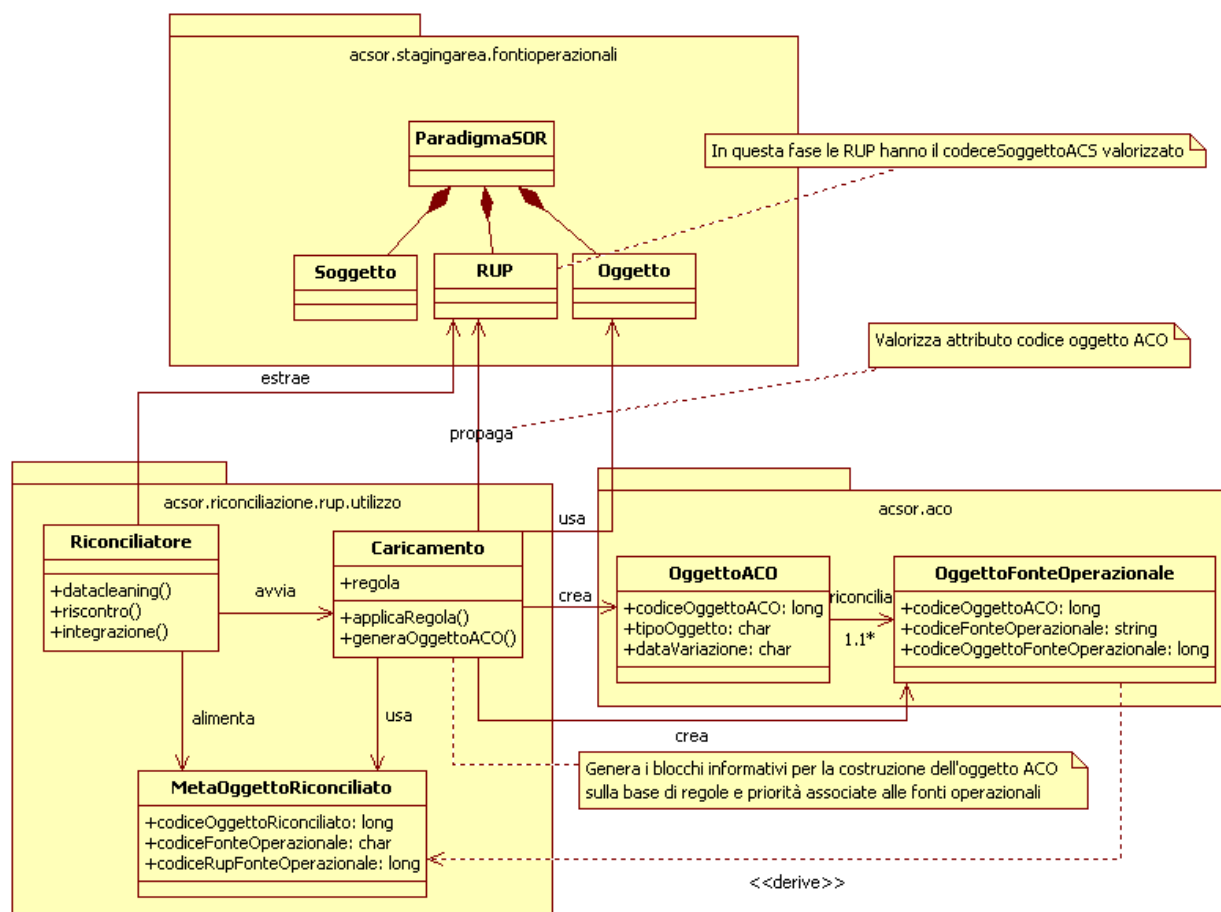 acsor.stagingarea.fontioperazionali
ParadigmaSOR
In questa fase le RUP hanno il codeceSoggettoACS valorizzato
Soggetto
RUP
Oggetto
Valorizza attributo codice oggetto ACO
estrae
propaga
acsor.riconciliazione.rup.utilizzo
acsor.aco
usa
Riconciliatore
+datacleaning()
+riscontro()
+integrazione()
avvia
Caricamento
+regola
+applicaRegola()
+generaOggettoACO()
crea
OggettoACO
+codiceOggettoACO: long
+tipoOggetto: char
+dataVariazione: char
riconcilia
1.1*
OggettoFonteOperazionale
+codiceOggettoACO: long
+codiceFonteOperazionale: string
+codiceOggettoFonteOperazionale: long
alimenta
usa
crea
Genera i blocchi informativi per la costruzione dell'oggetto ACO
sulla base di regole e priorità associate alle fonti operazionali
MetaOggettoRiconciliato
+codiceOggettoRiconciliato: long
+codiceFonteOperazionale: char
+codiceRupFonteOperazionale: long
<<derive>>